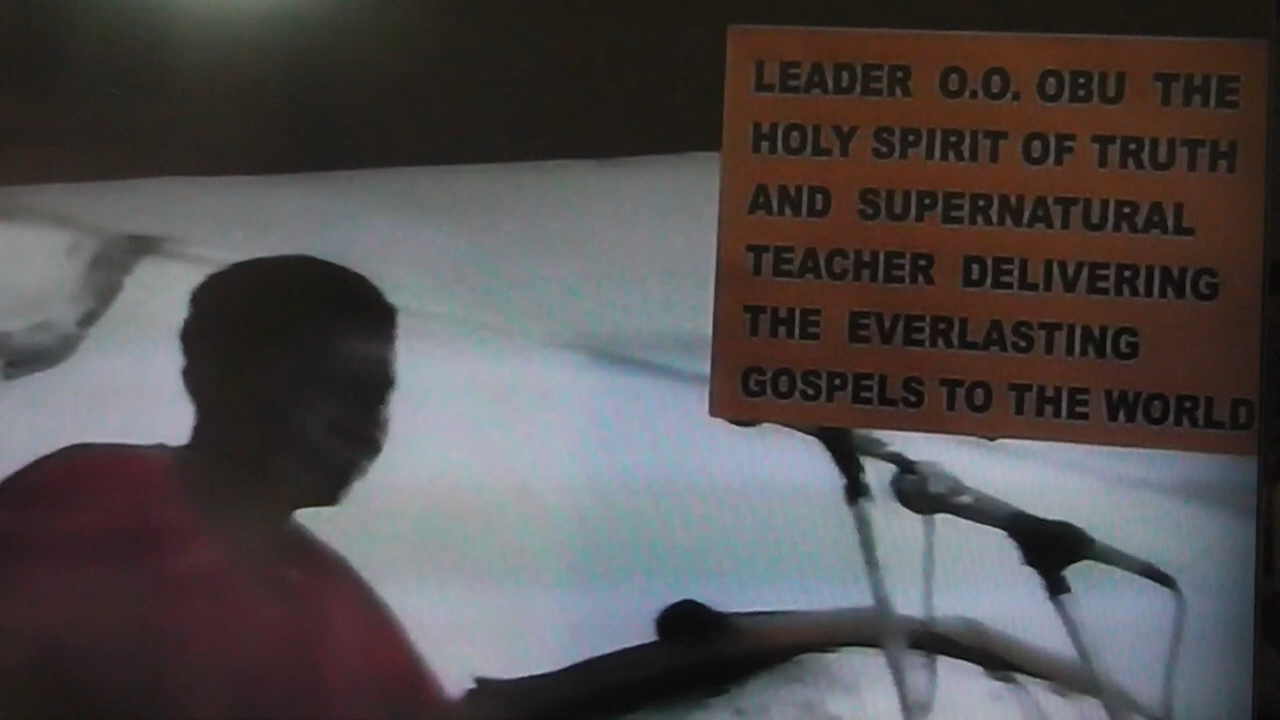 LEADER O.O. OBU THE
HOLY SPIRIT OF TRUTH
AND SUPERNATURAL
TEACHER DELIVERING
THE EVERLASTING
GOSPELS TO THE WORLD